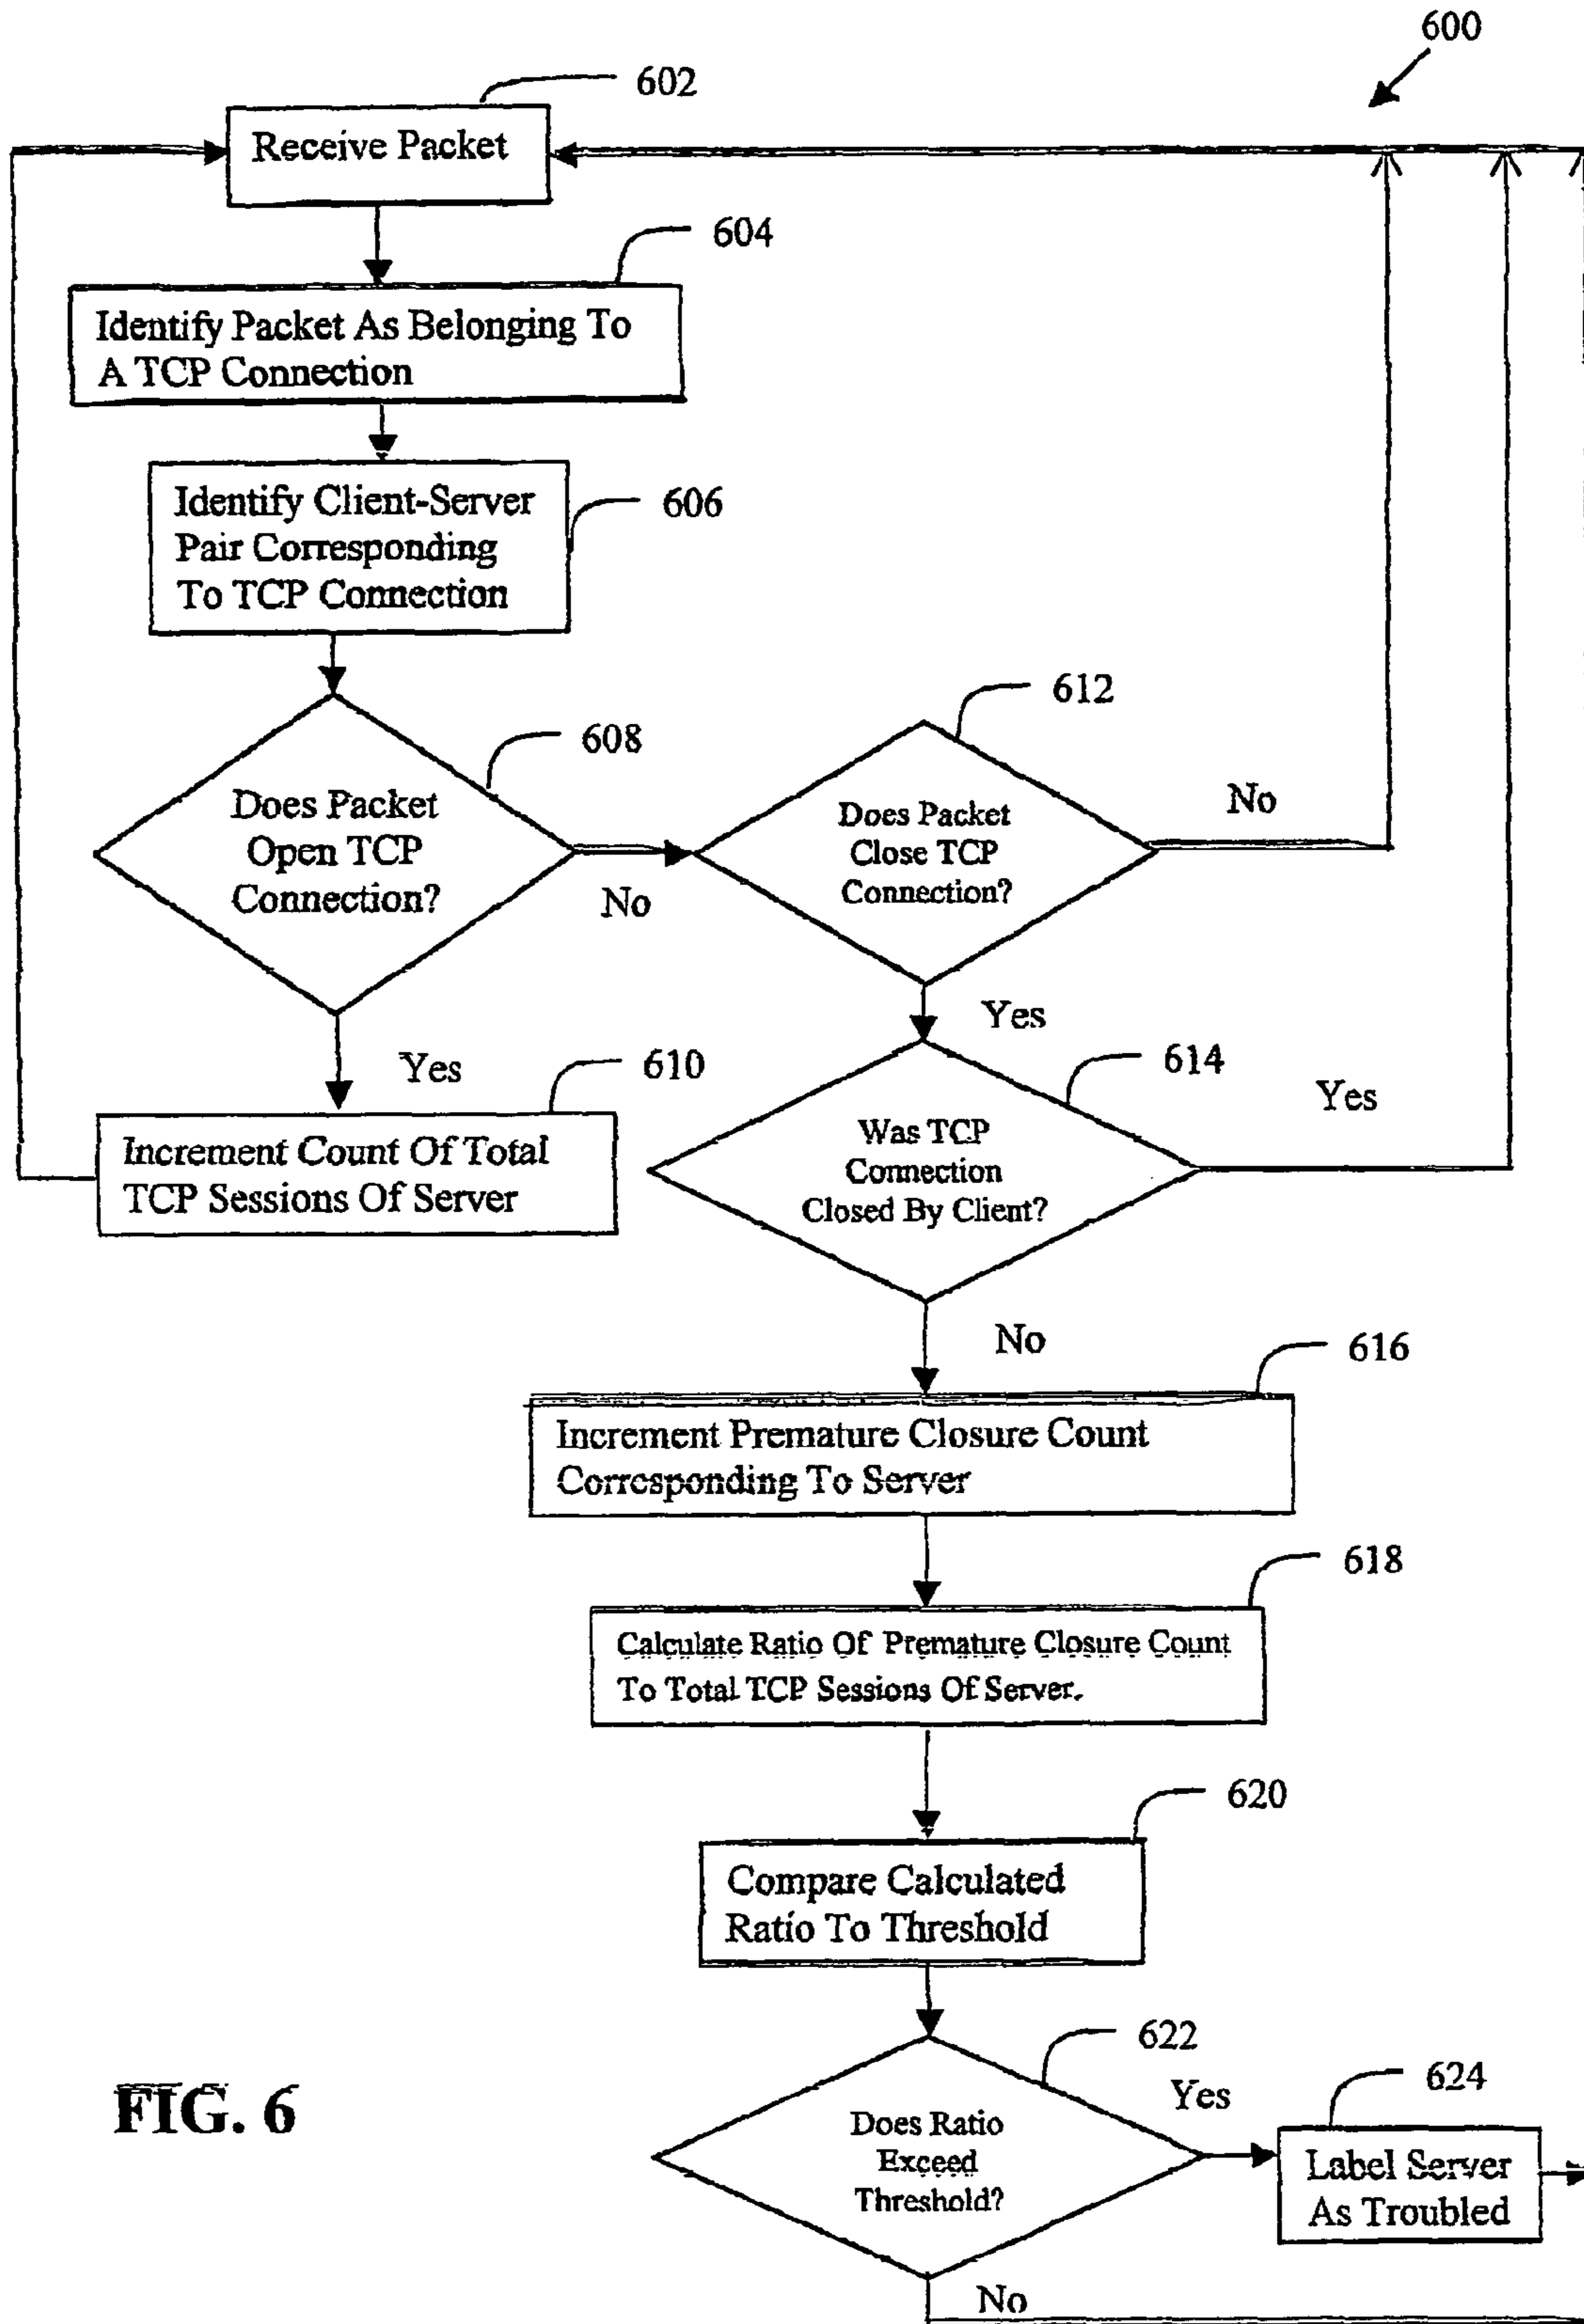 600
602
Receive Packet
604
Identify Packet As Belonging To
A TCP Connection
606
Identify Client-Server
Pair Corresponding
To TCP Connection
608
Does Packet
Open TCP
Connection?
No
Yes
610
Increment Count Of Total
TCP Sessions Of Server
612
Does Packet
Close TCP
Connection?
No
Yes
614
Was TCP
Connection
Closed By Client?
Yes
No
616
Increment Premature Closure Count
Corresponding To Server
618
Calculate Ratio Of Premature Closure Count
To Total TCP Sessions Of Server.
620
Compare Calculated
Ratio To Threshold
622
Does Ratio
Exceed
Threshold?
Yes
624
Label Server
As Troubled
No
FIG. 6